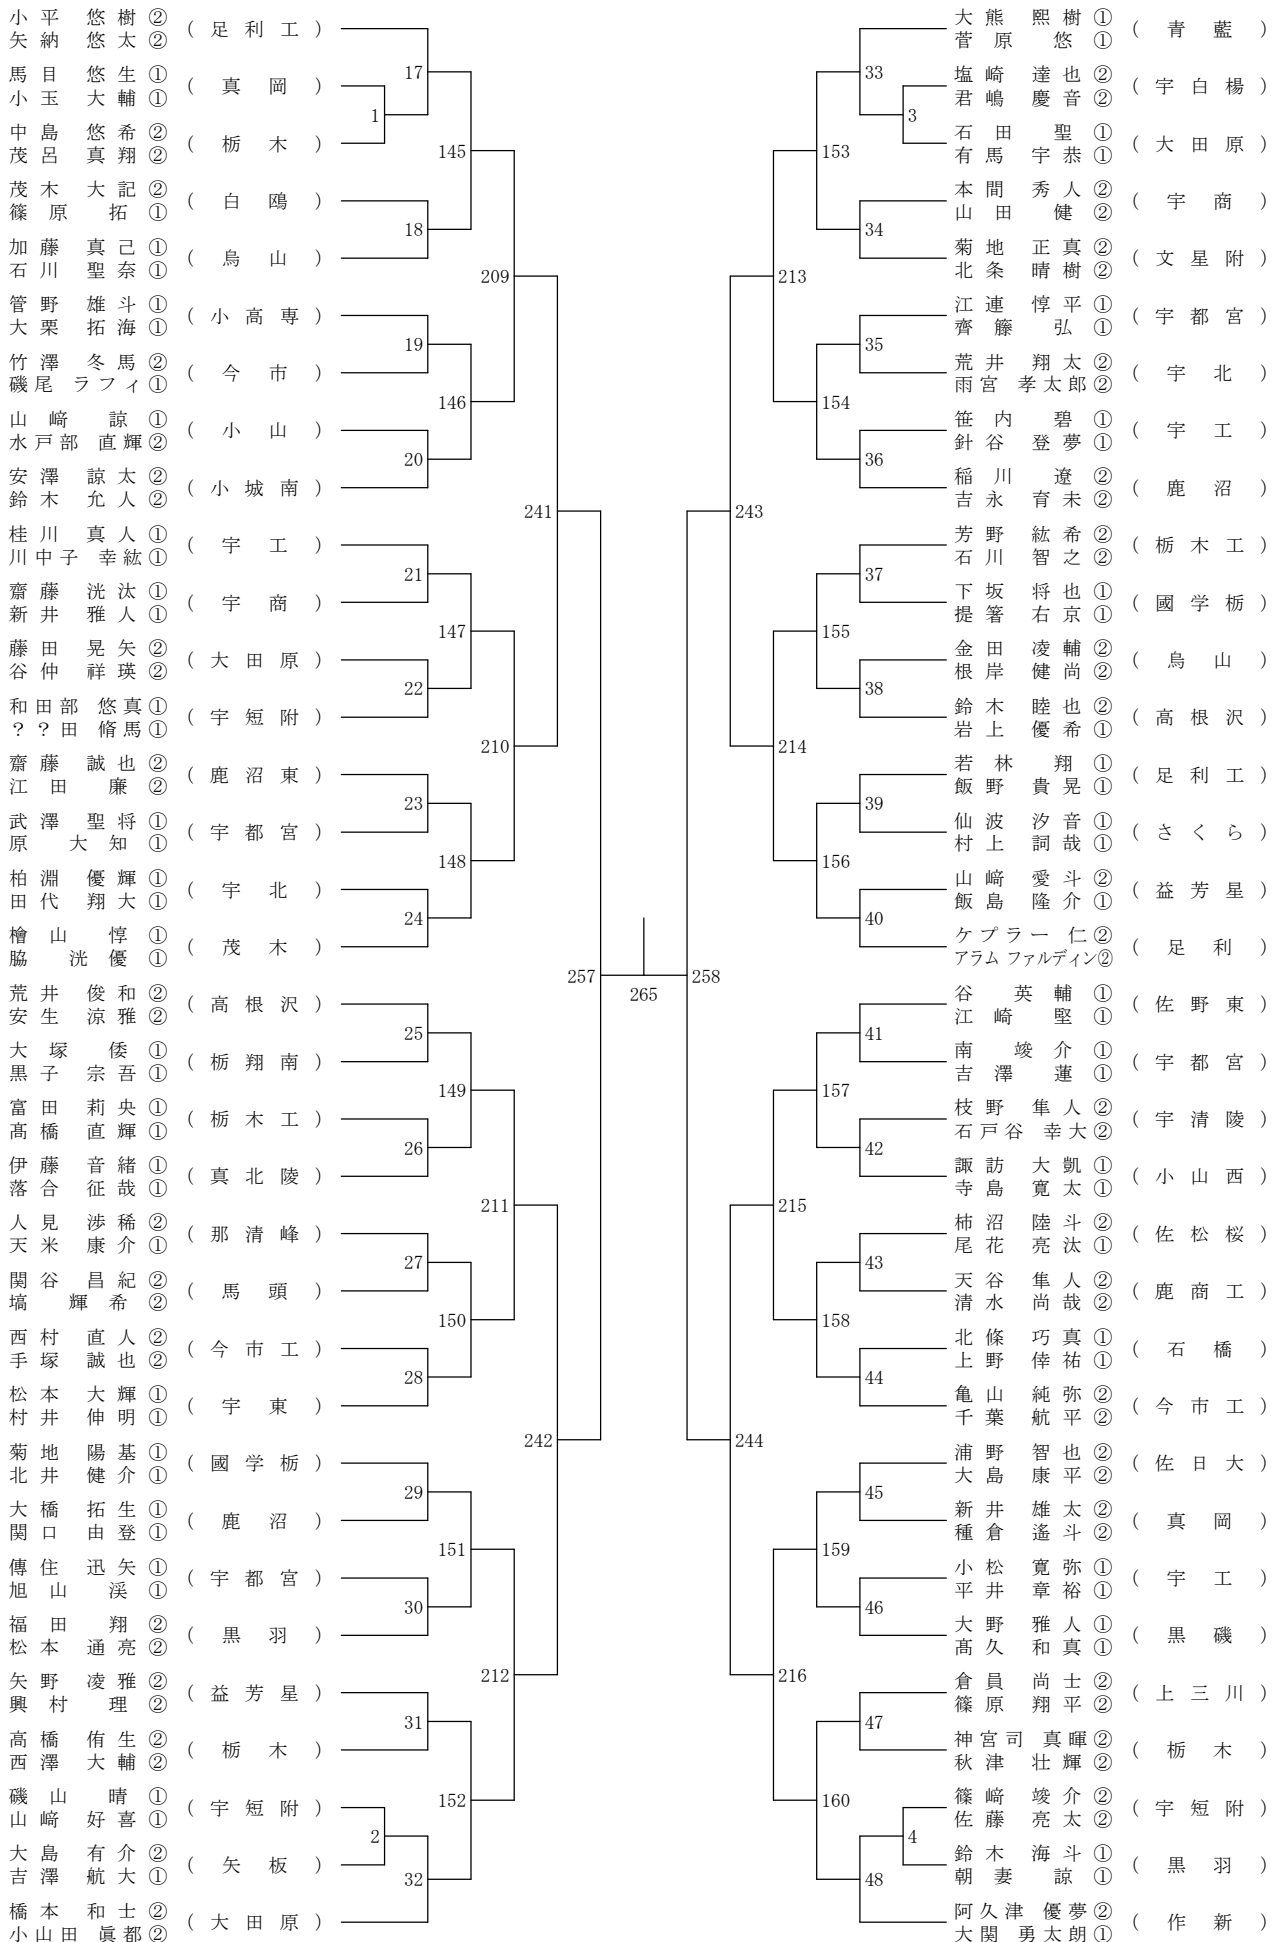 小平 悠樹② 矢納 悠太② (足利工)
馬目 悠生① 小玉 大輔① (真岡)
1
17
中島 悠希② 茂呂 真翔② (栃木)
145
茂木 大記② 篠原 拓① (白鴎)
18
加藤 真己① 石川 聖奈① (烏山)
209
管野 雄斗① 大栗 拓海① (小高専)
19
竹澤 冬馬② 磯尾 ラフィ① (今市)
146
山﨑 諒① 水戸部 直輝② (小山)
20
安澤 諒太② 鈴木 允人② (小城南)
241
桂川 真人① 川中子 幸紘① (宇工)
21
齋藤 洸汰① 新井 雅人① (宇商)
147
藤田 晃矢② 谷仲 祥瑛② (大田原)
22
和田部 悠真① ??田 脩馬① (宇短附)
210
齋藤 誠也② 江田 廉② (鹿沼東)
23
武澤 聖将① 原 大知① (宇都宮)
148
柏淵 優輝① 田代 翔大① (宇北)
24
檜山 惇① 脇 洸優① (茂木)
257
265
258
荒井 俊和② 安生 涼雅② (高根沢)
25
大塚 倭① 黒子 宗吾① (栃翔南)
149
富田 莉央① 髙橋 直輝① (栃木工)
26
伊藤 音緒① 落合 征哉① (真北陵)
211
人見 渉稀② 天米 康介① (那清峰)
27
関谷 昌紀② 塙 輝希② (馬頭)
150
西村 直人② 手塚 誠也② (今市工)
28
松本 大輝① 村井 伸明① (宇東)
242
菊地 陽基① 北井 健介① (國学栃)
29
大橋 拓生① 関口 由登① (鹿沼)
151
傳住 迅矢① 旭山 渓① (宇都宮)
30
福田 翔② 松本 通亮② (黒羽)
212
矢野 凌雅② 興村 理② (益芳星)
31
高橋 侑生② 西澤 大輔② (栃木)
152
磯山 晴① 山﨑 好喜① (宇短附)
2
大島 有介② 吉澤 航大① (矢板)
32
橋本 和士② 小山田 眞都② (大田原)
大熊 熙樹① 菅原 悠① (青藍)
33
塩崎 達也② 君嶋 慶音② (宇白楊)
3
石田 聖① 有馬 宇恭① (大田原)
153
本間 秀人② 山田 健② (宇商)
34
菊地 正真② 北条 晴樹② (文星附)
213
江連 惇平① 齊籐 弘① (宇都宮)
35
荒井 翔太② 雨宮 孝太郎② (宇北)
154
笹内 碧① 針谷 登夢① (宇工)
36
稲川 遼② 吉永 育未② (鹿沼)
243
芳野 紘希② 石川 智之② (栃木工)
37
下坂 将也① 提箸 右京① (國学栃)
155
金田 凌輔② 根岸 健尚② (烏山)
38
鈴木 睦也② 岩上 優希① (高根沢)
214
若林 翔① 飯野 貴晃① (足利工)
39
仙波 汐音① 村上 詞哉① (さくら)
156
山﨑 愛斗② 飯島 隆介① (益芳星)
40
ケプラー 仁② アラム ファルディン② (足利)
谷 英輔① 江崎 堅① (佐野東)
41
南 竣介① 吉澤 蓮① (宇都宮)
157
枝野 隼人② 石戸谷 幸大② (宇清陵)
42
諏訪 大凱① 寺島 寛太① (小山西)
215
柿沼 陸斗② 尾花 亮汰① (佐松桜)
43
天谷 隼人② 清水 尚哉② (鹿商工)
158
北條 巧真① 上野 倖祐① (石橋)
44
亀山 純弥② 千葉 航平② (今市工)
244
浦野 智也② 大島 康平② (佐日大)
45
新井 雄太② 種倉 遙斗② (真岡)
159
小松 寛弥① 平井 章裕① (宇工)
46
大野 雅人① 髙久 和真① (黒磯)
216
倉員 尚士② 篠原 翔平② (上三川)
47
神宮司 真暉② 秋津 壮輝② (栃木)
160
篠﨑 竣介② 佐藤 亮太② (宇短附)
4
鈴木 海斗① 朝妻 諒① (黒羽)
48
阿久津 優夢② 大関 勇太朗① (作新)